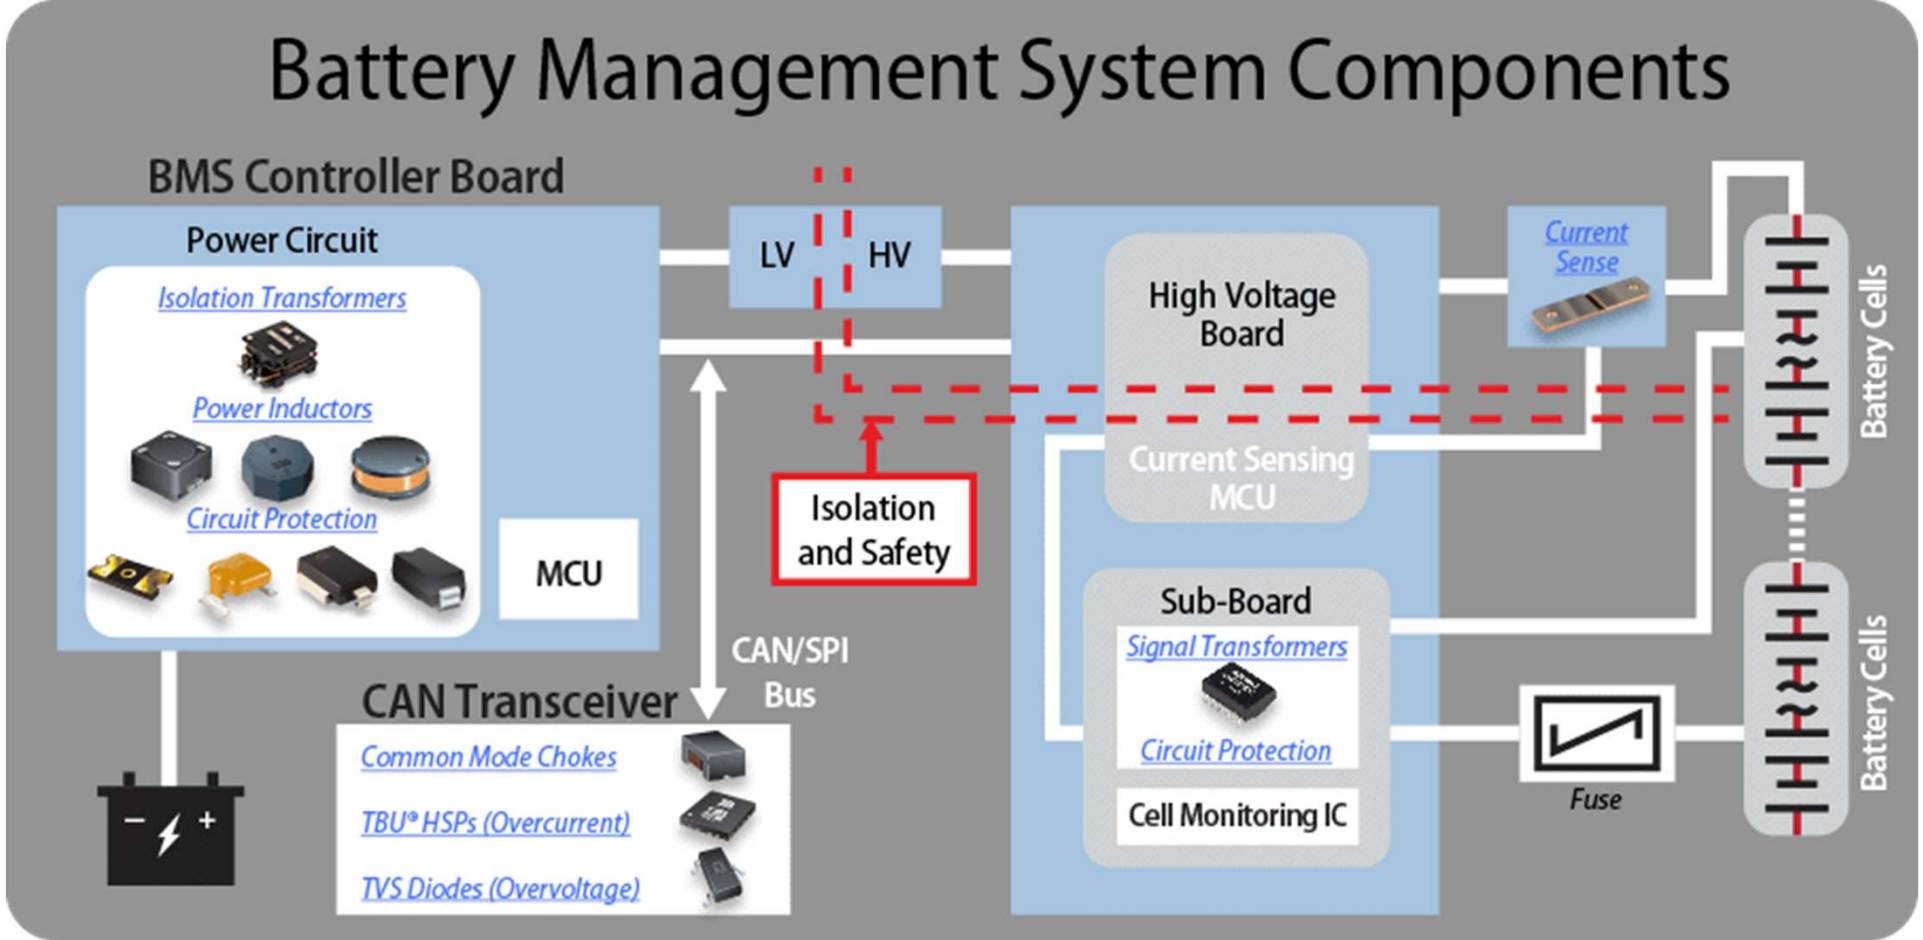 Battery Management System Components
BMS Controller Board
Power Circuit
Isolation Transformers
Power Inductors
Circuit Protection
MCU
LV
HV
Isolation
and Safety
CAN/SPI
Bus
CAN Transceiver
Common Mode Chokes
TBU® HSPs (Overcurrent)
TVS Diodes (Overvoltage)
High Voltage
Board
Current Sensing
MCU
Sub-Board
Signal Transformers
Circuit Protection
Cell Monitoring IC
Current
Sense
Fuse
Battery Cells
Battery Cells
− +